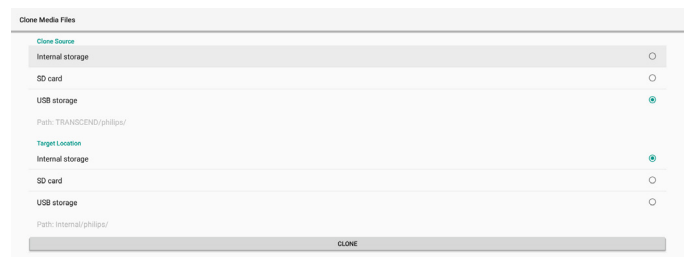 Clone Media Files
Clone Source
Internal storage
SD card
USB storage
Path: TRANSCEND/philips/
Target Location
Internal storage
SD card
USB storage
Path: Internal/philips/
CLONE